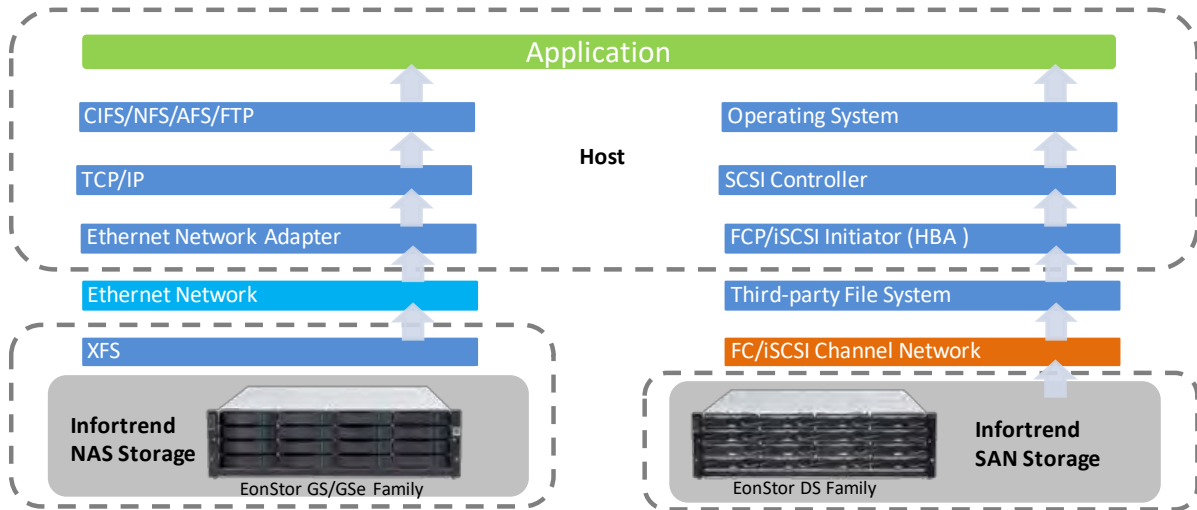 Application
CIFS/NFS/AFS/FTP
TCP/IP
Ethernet Network Adapter
Ethernet Network
XFS
Infortrend
NAS Storage
EonStor GS/GSe Family
Host
Operating System
SCSI Controller
FCP/iSCSI Initiator (HBA )
Third-party File System
FC/iSCSI Channel Network
Infortrend
SAN Storage
EonStor DS Family